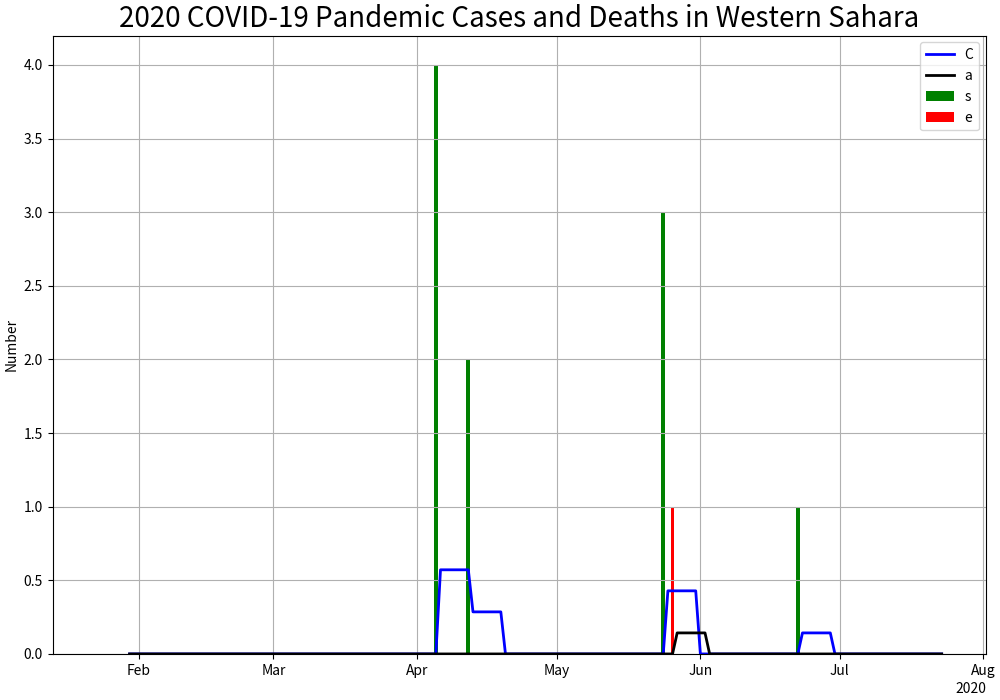 2020 COVID-19 Pandemic Cases and Deaths in Western Sahara
C
a
s
e
Number
4.0
3.5
3.0
2.5
2.0
1.5
1.0
0.5
0.0
Feb Mar Apr May Jun Jul Aug
2020